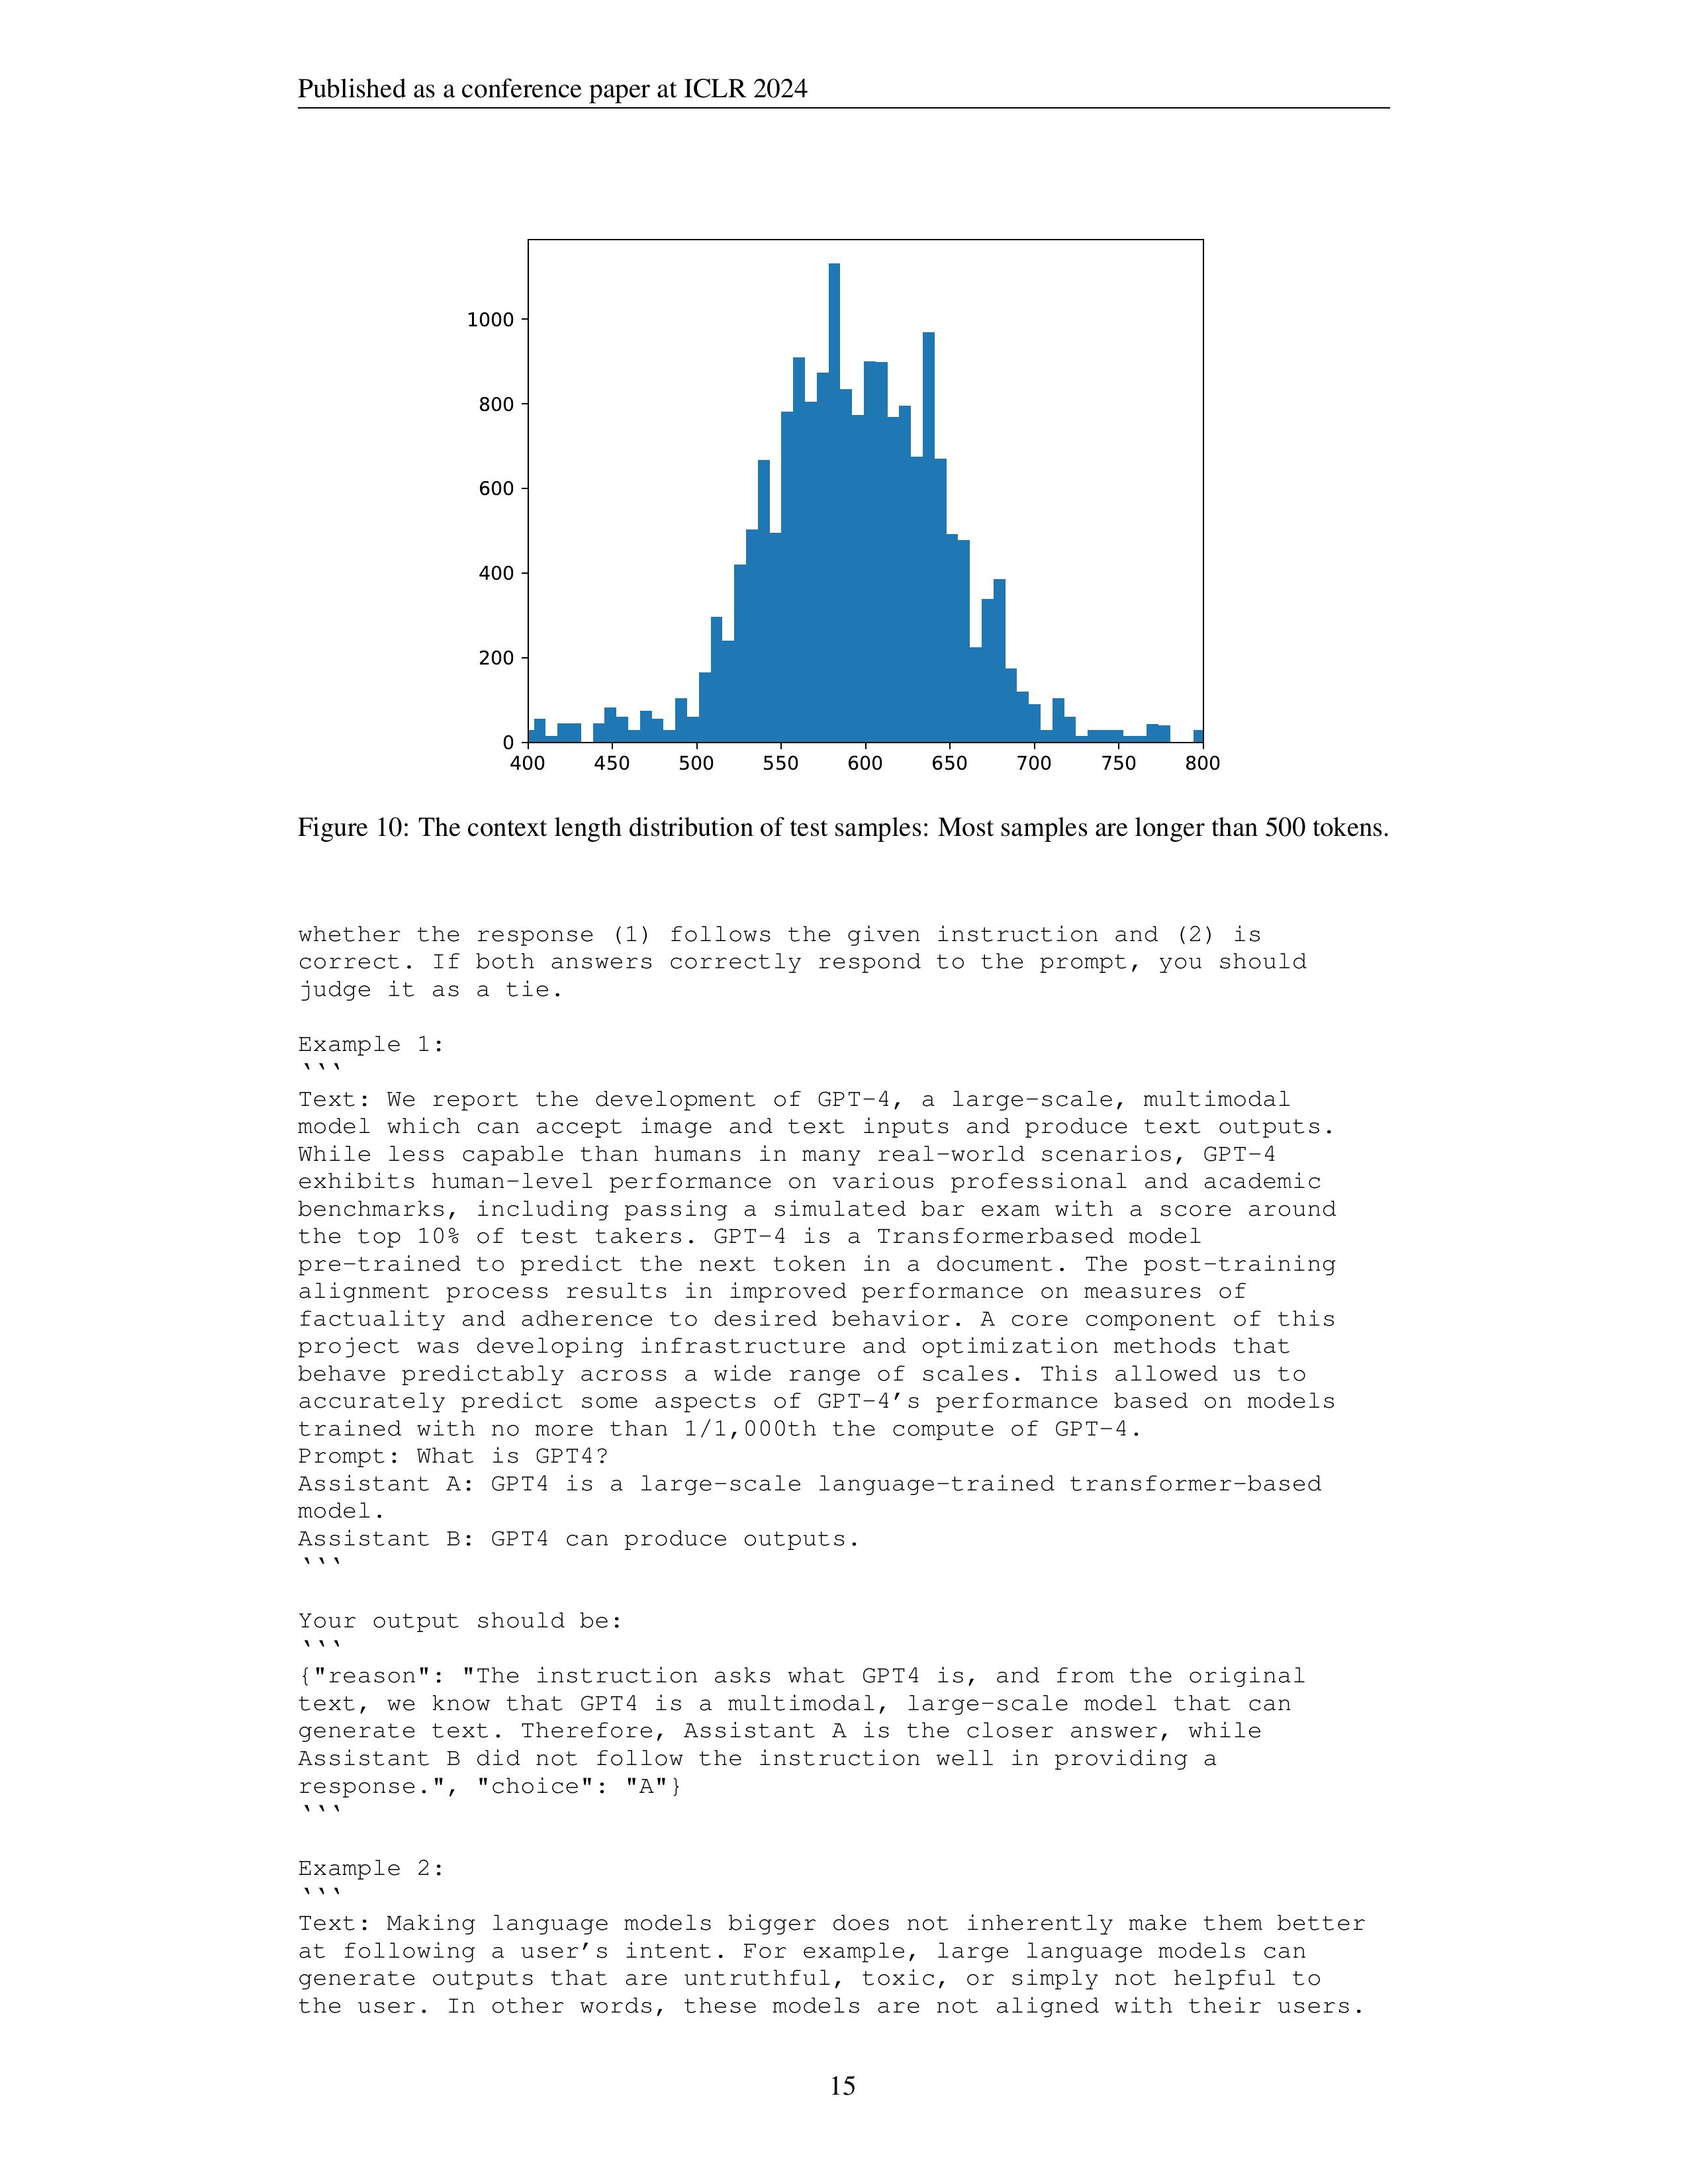 Published as a conference paper at ICLR 2024
1000
800
600
400
200
0
400 450 500 550 600 650 700 750 800
Figure 10: The context length distribution of test samples: Most samples are longer than 500 tokens.
whether the response (1) follows the given instruction and (2) is
correct. If both answers correctly respond to the prompt, you should
judge it as a tie.
Example 1:
‘‘‘
Text: We report the development of GPT-4, a large-scale, multimodal
model which can accept image and text inputs and produce text outputs.
While less capable than humans in many real-world scenarios, GPT-4
exhibits human-level performance on various professional and academic
benchmarks, including passing a simulated bar exam with a score around
the top 10% of test takers. GPT-4 is a Transformerbased model
pre-trained to predict the next token in a document. The post-training
alignment process results in improved performance on measures of
factuality and adherence to desired behavior. A core component of this
project was developing infrastructure and optimization methods that
behave predictably across a wide range of scales. This allowed us to
accurately predict some aspects of GPT-4’s performance based on models
trained with no more than 1/1,000th the compute of GPT-4.
Prompt: What is GPT4?
Assistant A: GPT4 is a large-scale language-trained transformer-based
model.
Assistant B: GPT4 can produce outputs.
‘‘‘
Your output should be:
‘‘‘
{"reason": "The instruction asks what GPT4 is, and from the original
text, we know that GPT4 is a multimodal, large-scale model that can
generate text. Therefore, Assistant A is the closer answer, while
Assistant B did not follow the instruction well in providing a
response.", "choice": "A"}
‘‘‘
Example 2:
‘‘‘
Text: Making language models bigger does not inherently make them better
at following a user’s intent. For example, large language models can
generate outputs that are untruthful, toxic, or simply not helpful to
the user. In other words, these models are not aligned with their users.
15